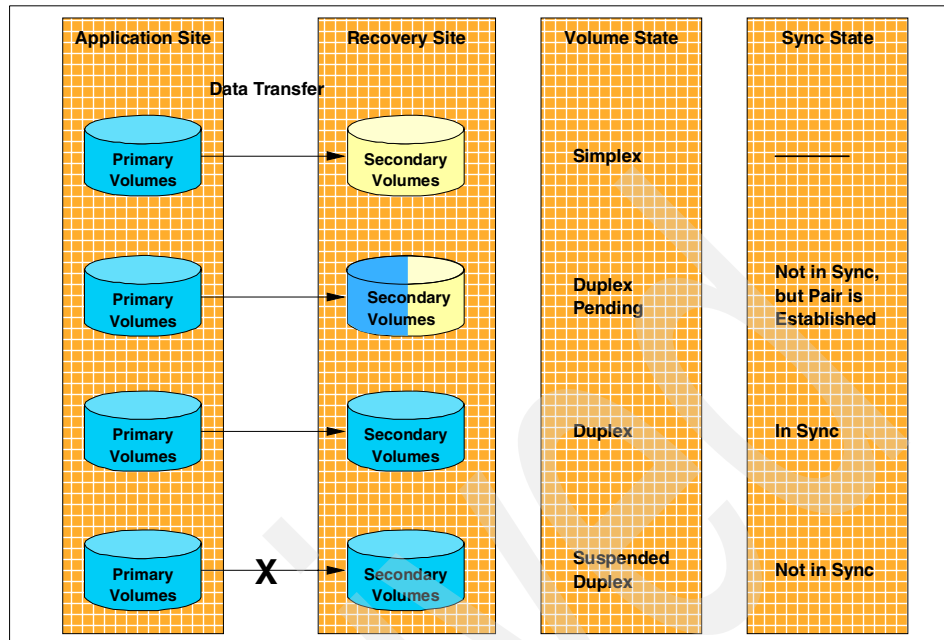 Application Site
Recovery Site
Volume State
Sync State
Data Transfer
Primary
Volumes
Secondary
Volumes
Simplex
Primary
Volumes
Secondary
Volumes
Duplex
Pending
Not in Sync,
but Pair is
Established
Primary
Volumes
Secondary
Volumes
Duplex
In Sync
Primary
Volumes
X
Secondary
Volumes
Suspended
Duplex
Not in Sync